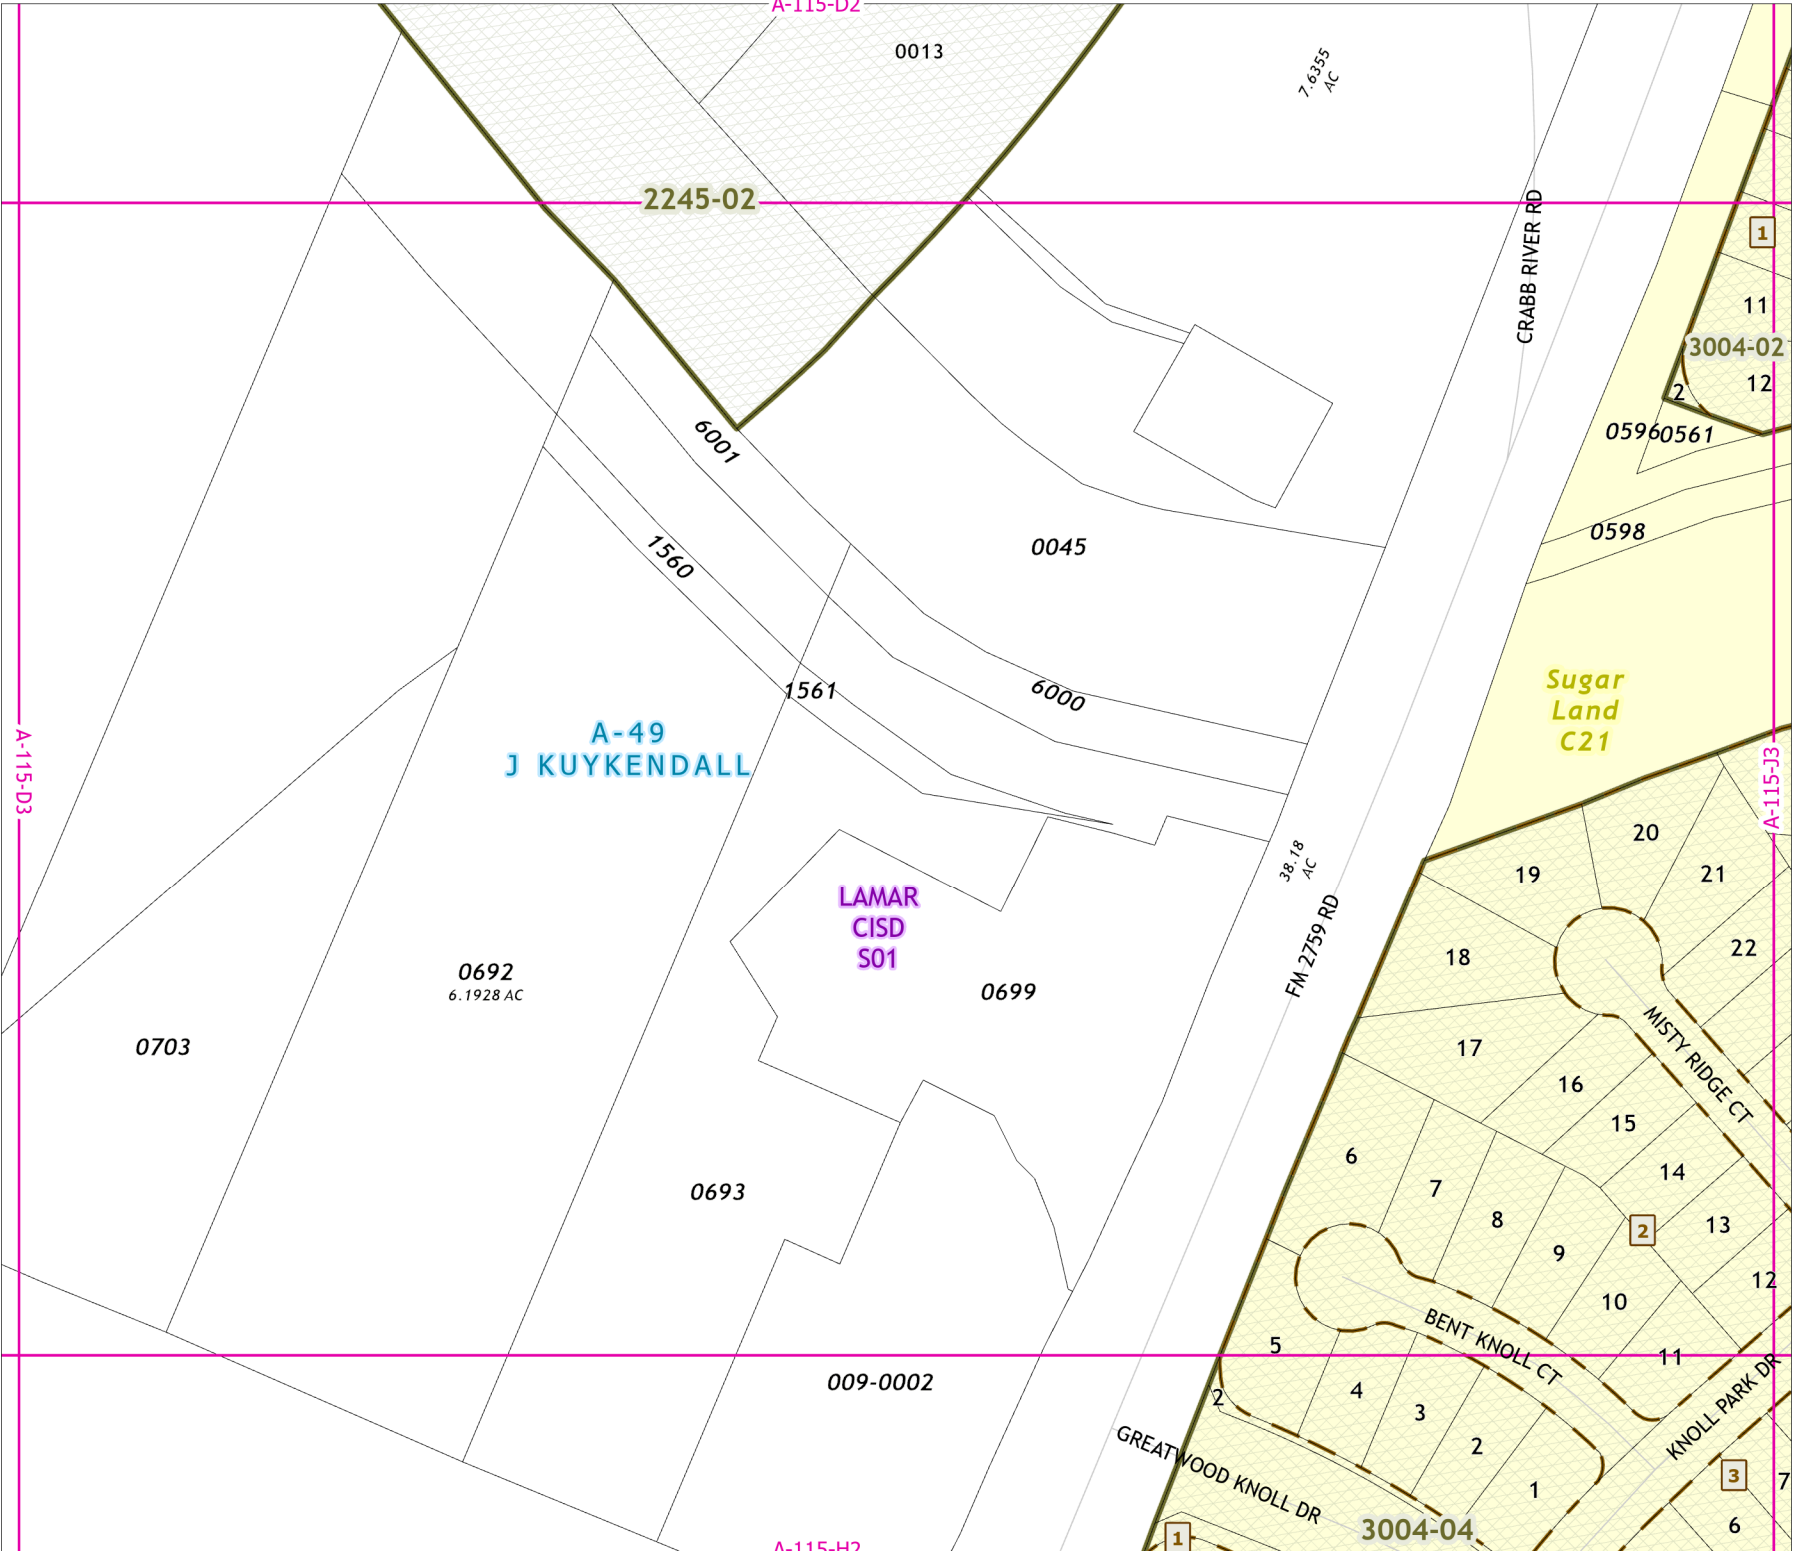 A-115-D2
0013
7.6355
AC
2245-02
CRABB RIVER RD
1
11
3004-02
2
12
0596
0561
6001
0598
0045
1560
1561
6000
Sugar
Land
C21
A-49
J KUYKENDALL
A-115-D3
A-115-J3
20
38.18
AC
19
21
LAMAR
CISD
S01
FM 2759 RD
22
18
0692
6.1928 AC
0699
MISTY RIDGE CT
0703
17
16
15
6
14
7
0693
8
13
2
9
12
10
BENT KNOLL CT
5
11
009-0002
4
2
3
KNOLL PARK DR
GREATWOOD KNOLL DR
2
3
7
1
3004-04
6
1
A-115-H2